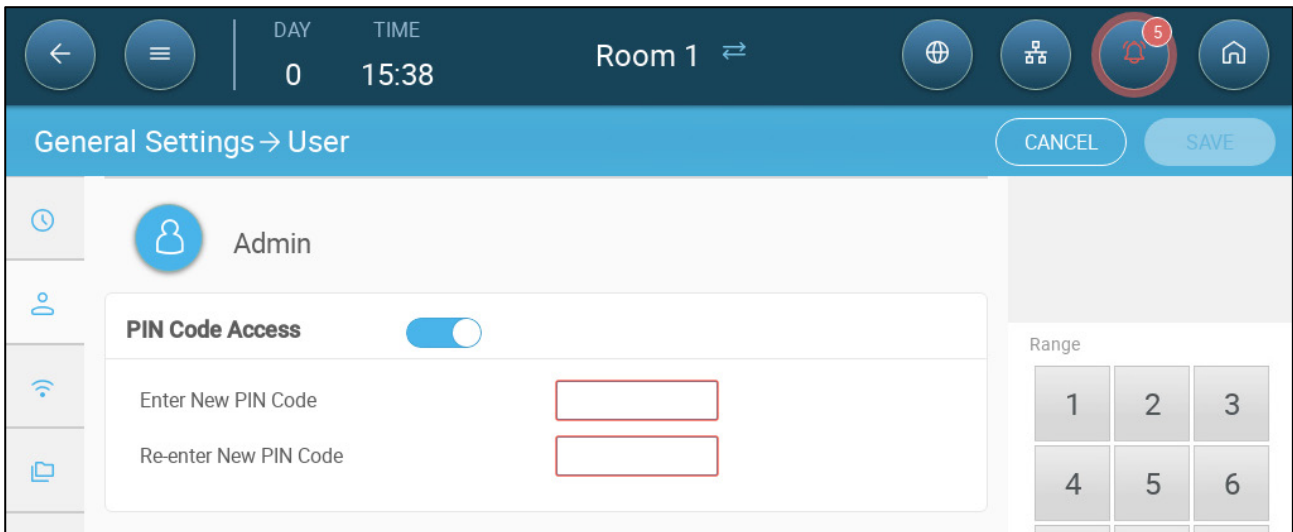 DAY TIME
0 15:38
Room 1
5
General Settings → User
CANCEL
SAVE
Admin
PIN Code Access
Enter New PIN Code
Re-enter New PIN Code
Range
1 2 3
4 5 6